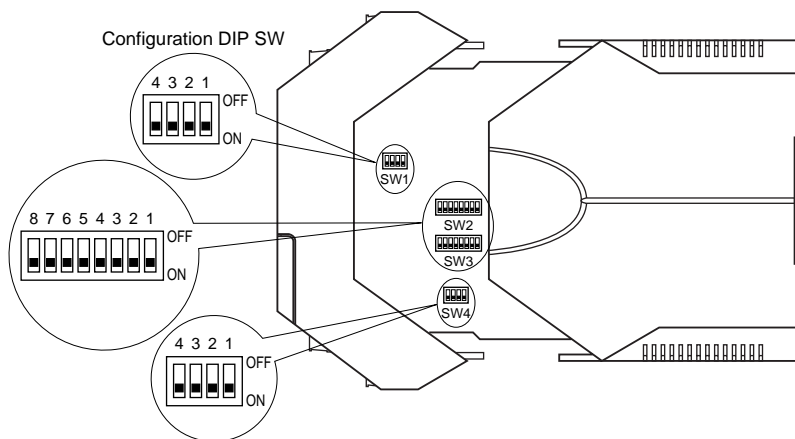 Configuration DIP SW
4 3 2 1
OFF
ON
SW1
8 7 6 5 4 3 2 1
OFF
ON
SW2
SW3
SW4
4 3 2 1
OFF
ON